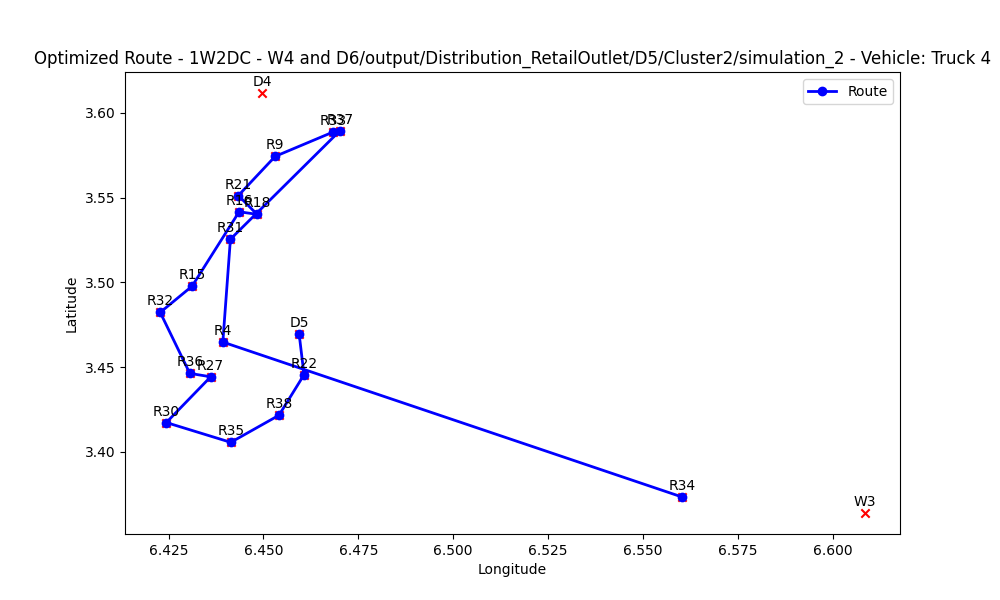 Optimized Route - 1W2DC - W4 and D6/output/Distribution_RetailOutlet/D5/Cluster2/simulation_2 - Vehicle: Truck 4
D4
Route
3.60
R33
R37
R9
R21
3.55
R16
R18
R31
3.50
R15
R32
D5
R4
3.45
R36
R27
R22
R38
R30
R35
3.40
R34
W3
6.425
6.450
6.475
6.500
6.525
6.550
6.575
6.600
Longitude
Latitude